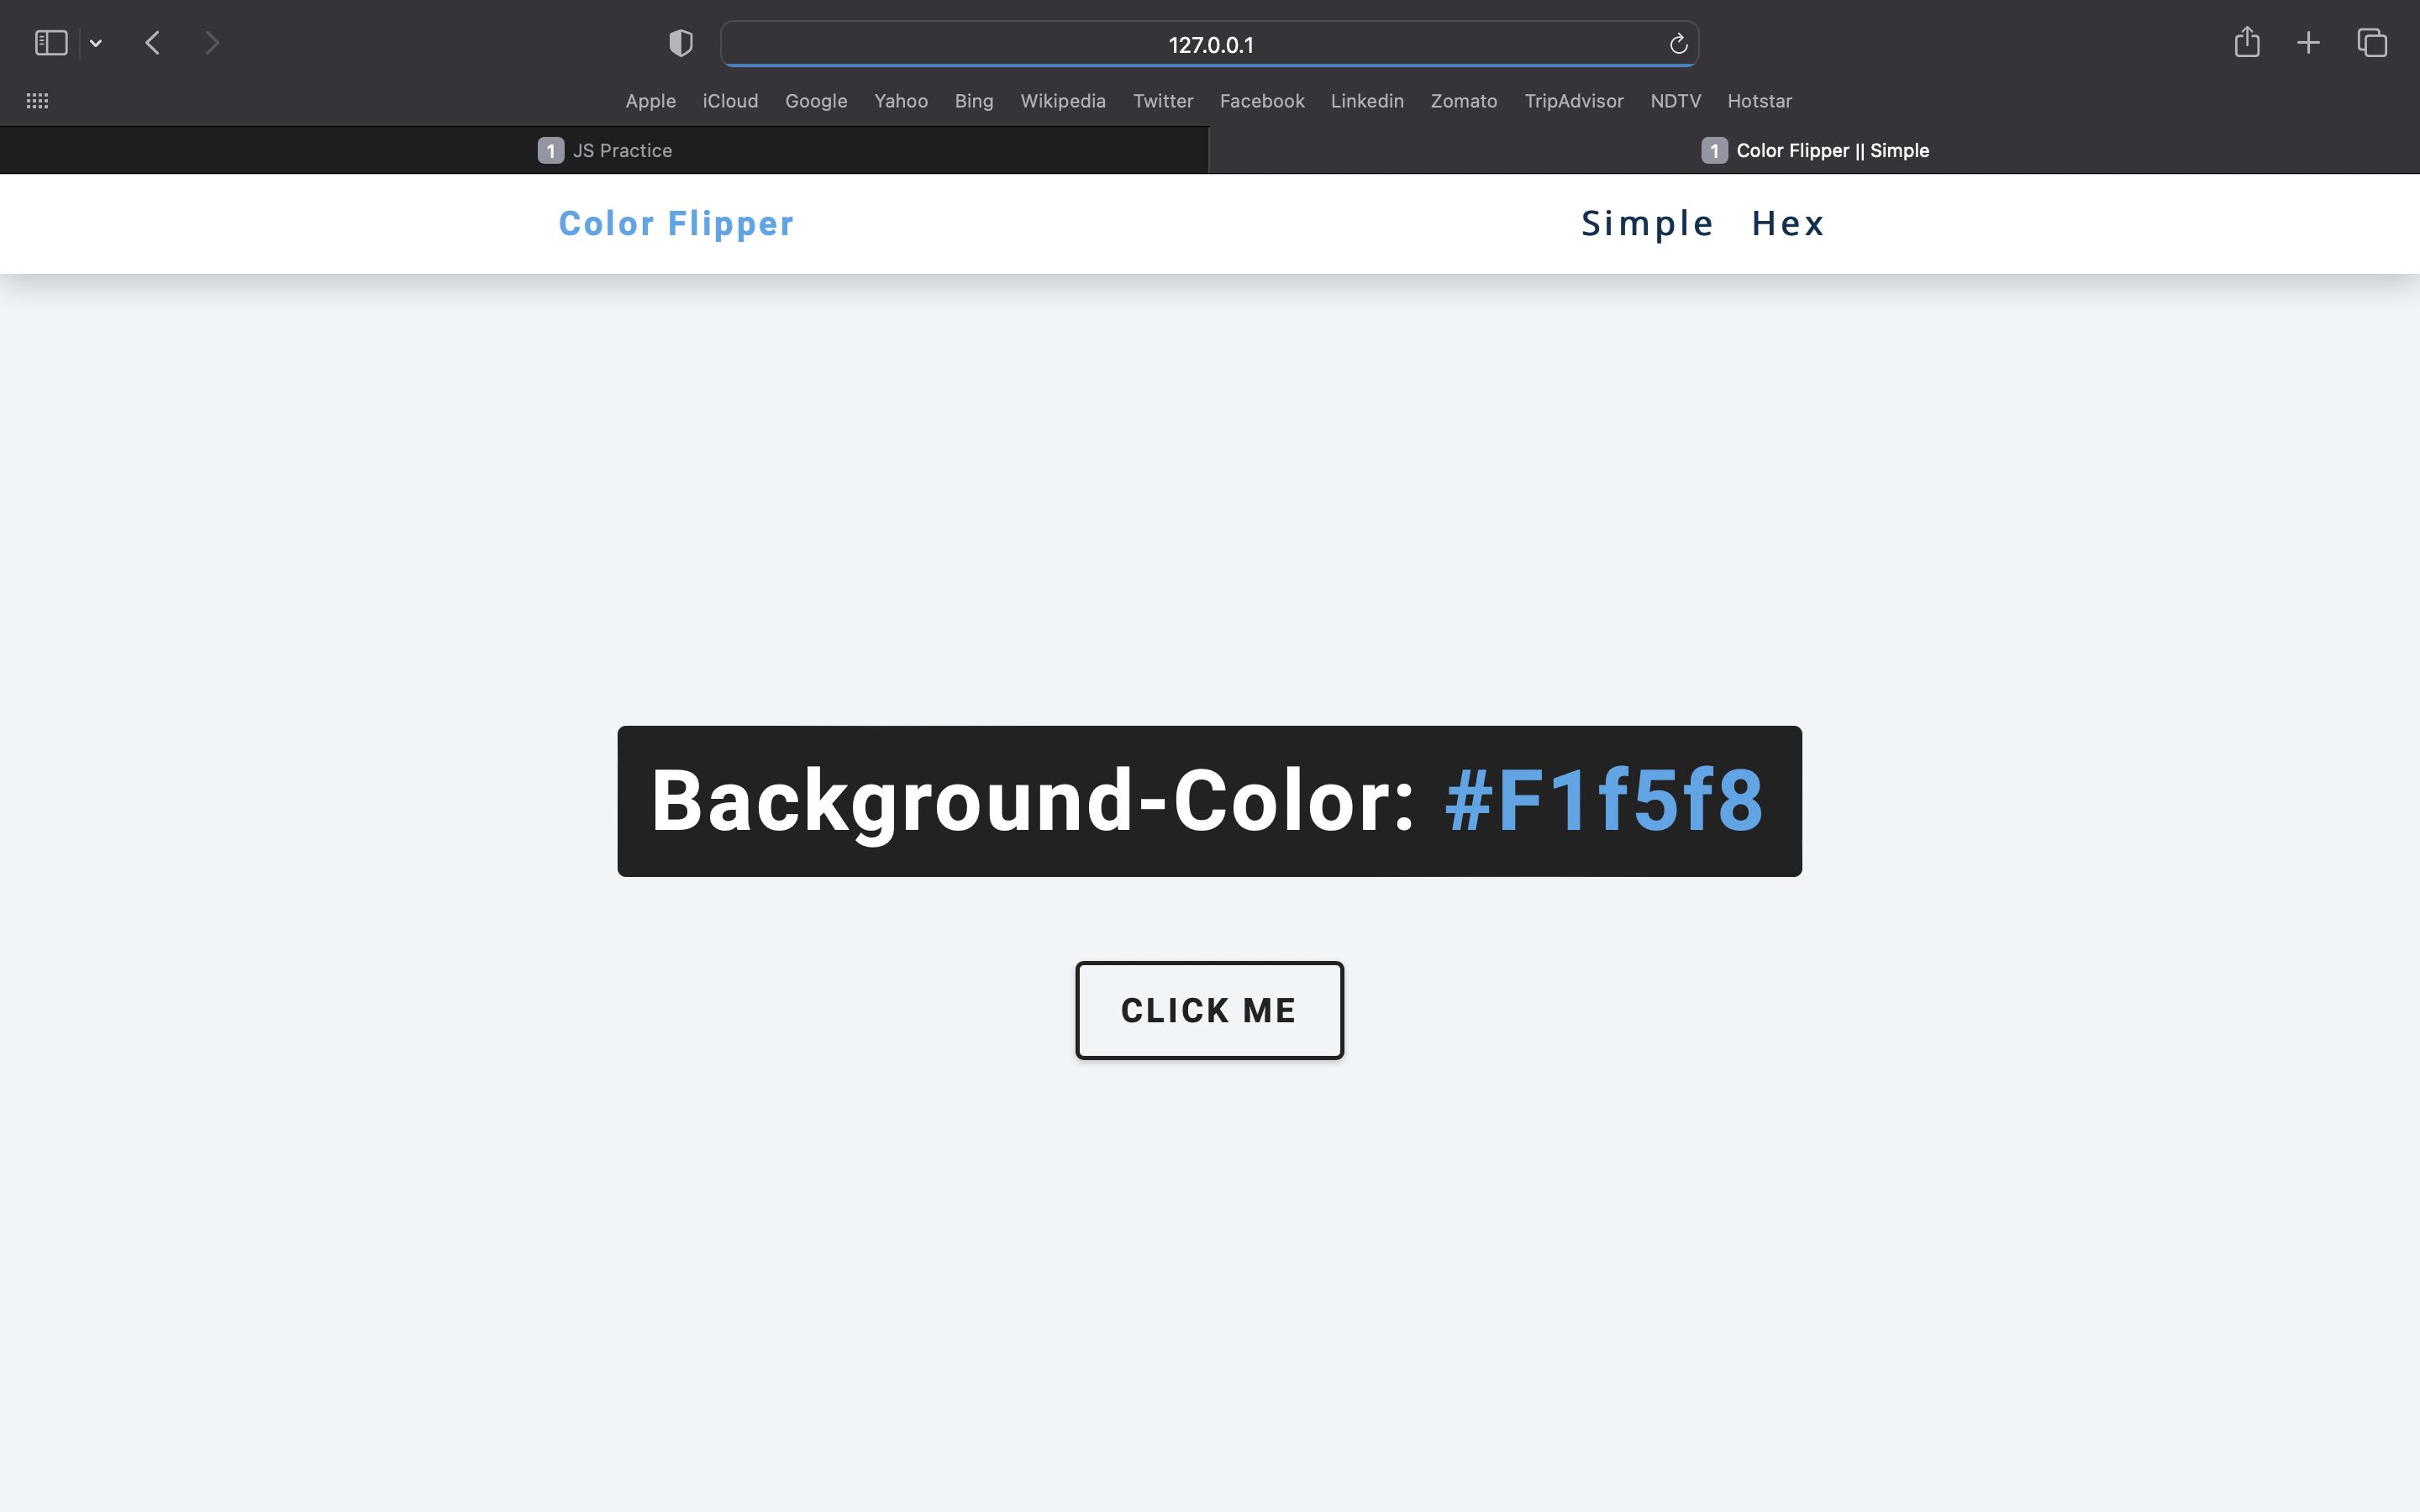 127.0.0.1
Apple iCloud Google Yahoo Bing Wikipedia Twitter Facebook Linkedin Zomato TripAdvisor NDTV Hotstar
1 JS Practice 1 Color Flipper || Simple
Color Flipper Simple Hex
Background-Color: #F1f5f8
CLICK ME